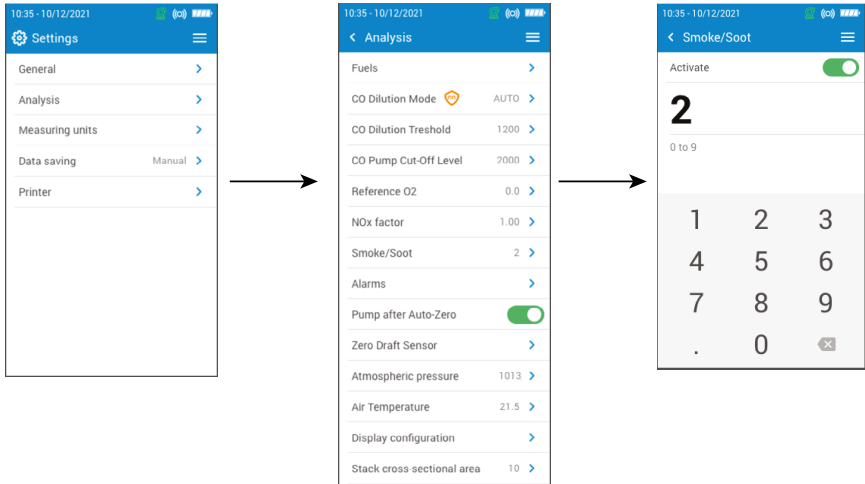 10:35 - 10/12/2021
Settings
General
Analysis
Measuring units
Data saving Manual
Printer
10:35 - 10/12/2021
Analysis
Fuels
CO Dilution Mode AUTO
CO Dilution Treshold 1200
CO Pump Cut-Off Level 2000
Reference O2 0.0
NOx factor 1.00
Smoke/Soot 2
Alarms
Pump after Auto-Zero
Zero Draft Sensor
Atmospheric pressure 1013
Air Temperature 21.5
Display configuration
Stack cross-sectional area 10
10:35 - 10/12/2021
Smoke/Soot
Activate
2
0 to 9
1 2 3
4 5 6
7 8 9
. 0